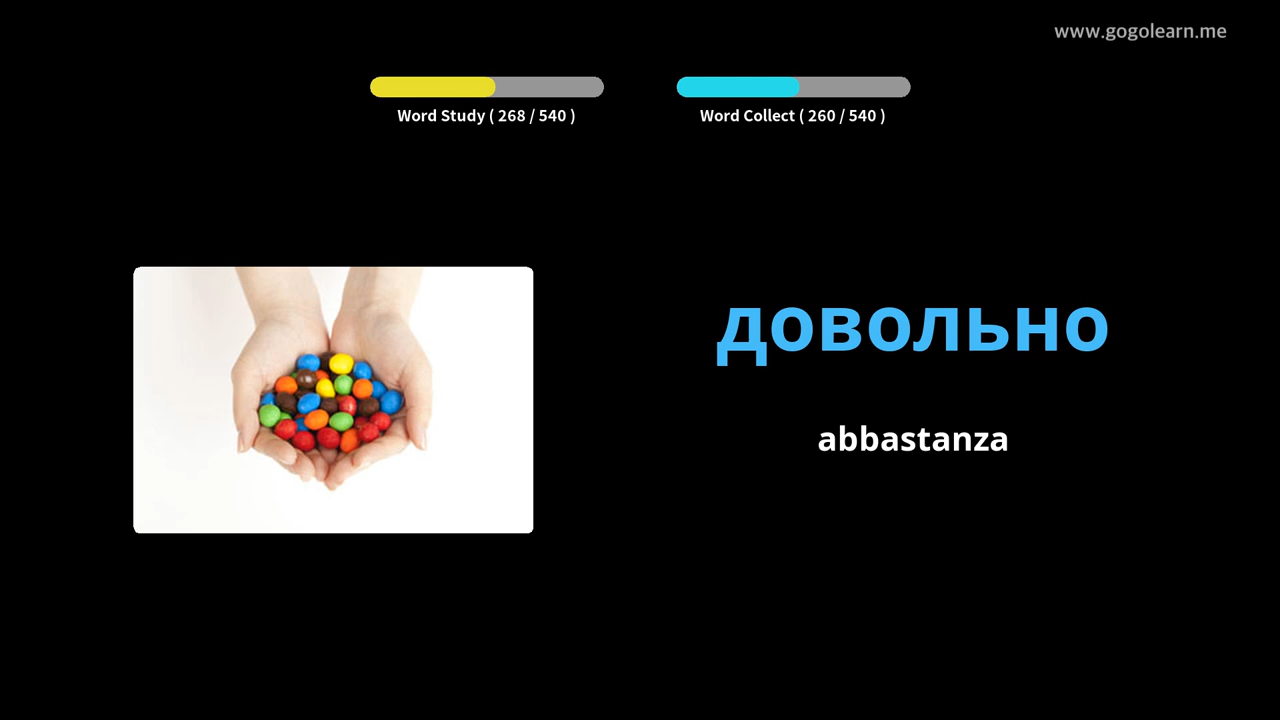 www.gogolearn.me
Word Study ( 268 / 540 )
Word Collect ( 260 / 540 )
довольно
abbastanza